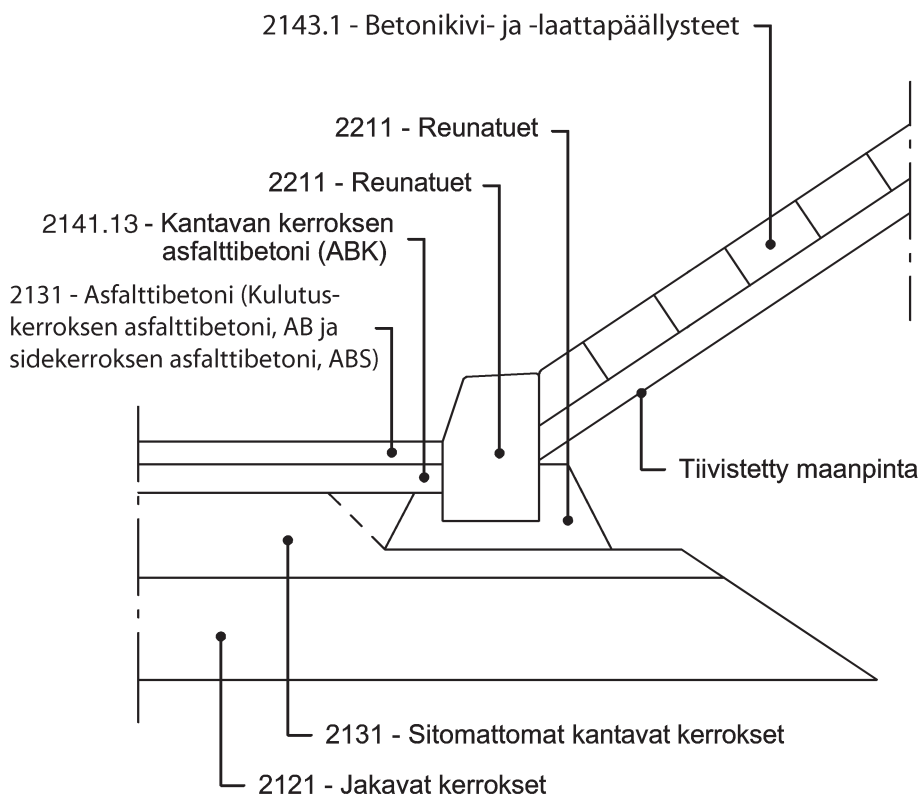 2143.1 - Betonikivi- ja -laattapäällysteet
2211 - Reunatuet
2211 - Reunatuet
2141.13 - Kantavan kerroksen
asfalttibetoni (ABK)
2131 - Asfalttibetoni (Kulutus-
kerroksen asfalttibetoni, AB ja
sidekerroksen asfalttibetoni, ABS)
Tiivistetty maanpinta
2131 - Sitomattomat kantavat kerrokset
2121 - Jakavat kerrokset